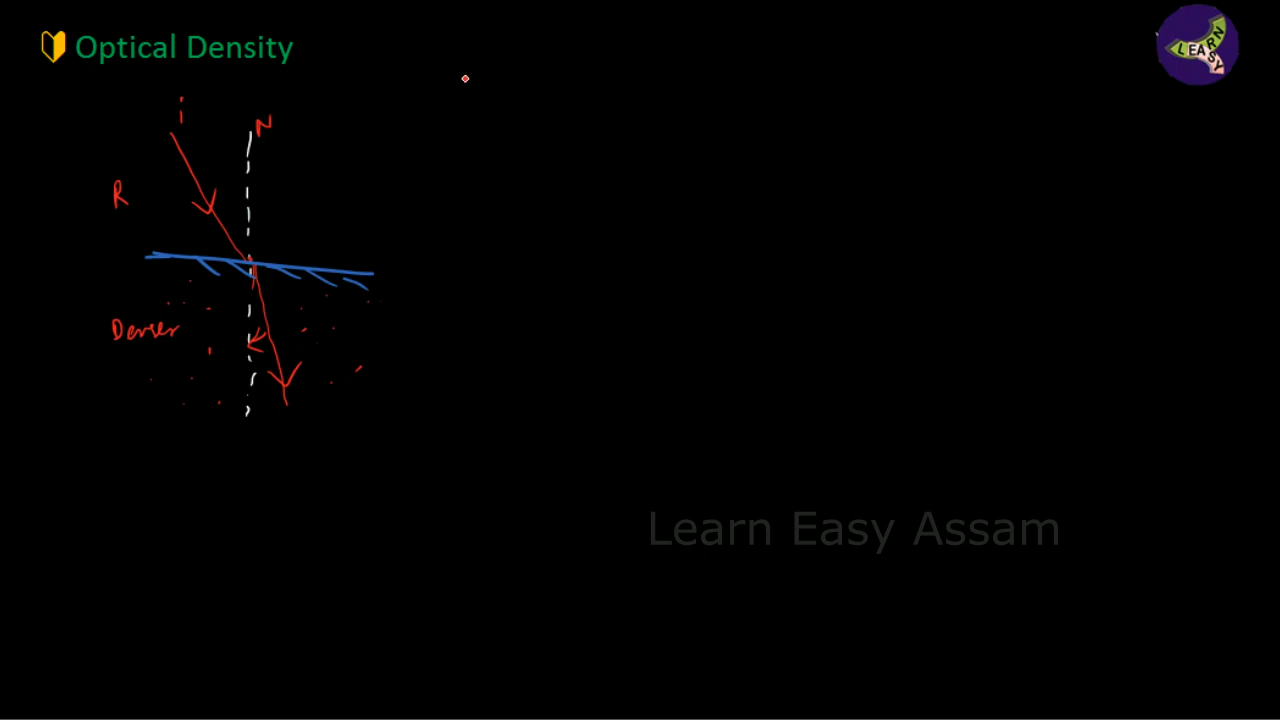 Optical Density
LEARN
EASY
i
N
R
Denser
Learn Easy Assam